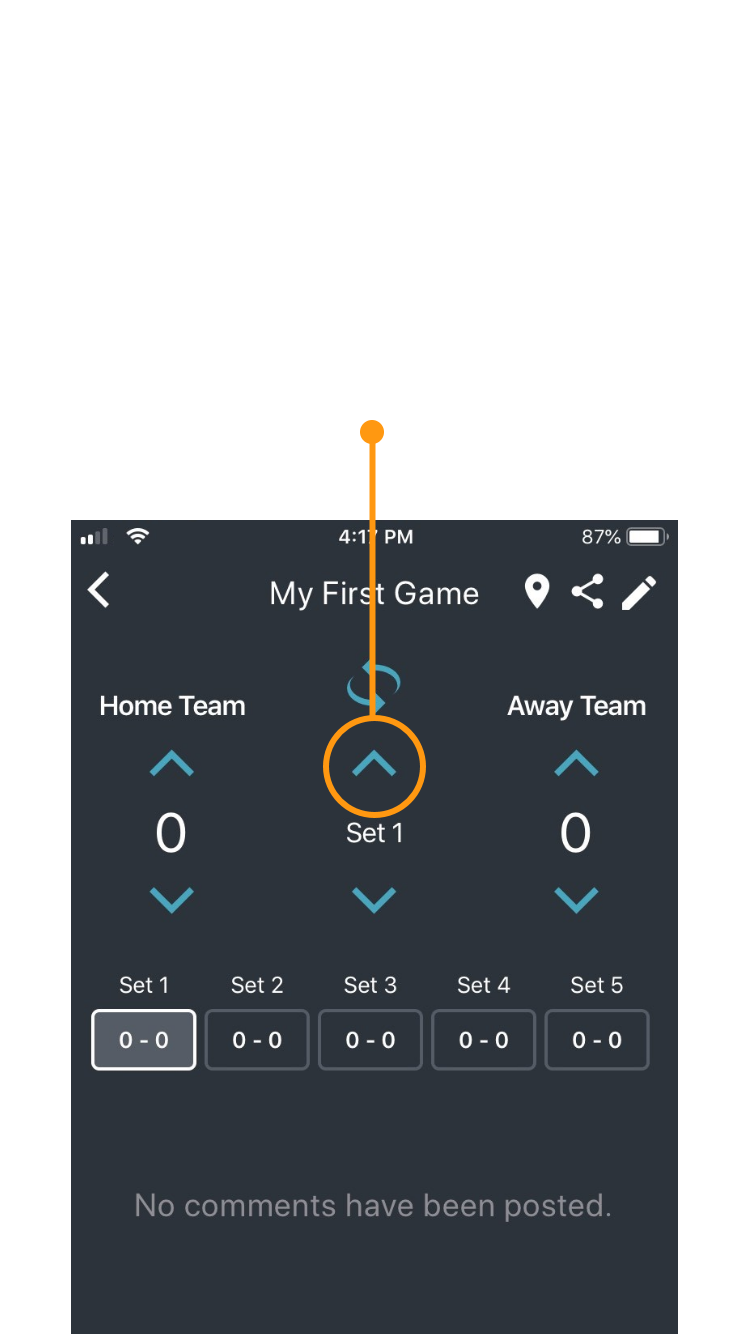 4:17 PM 87%
My First Game
Home Team Away Team
0 Set 1 0
Set 1 Set 2 Set 3 Set 4 Set 5
0 - 0 0 - 0 0 - 0 0 - 0 0 - 0
No comments have been posted.